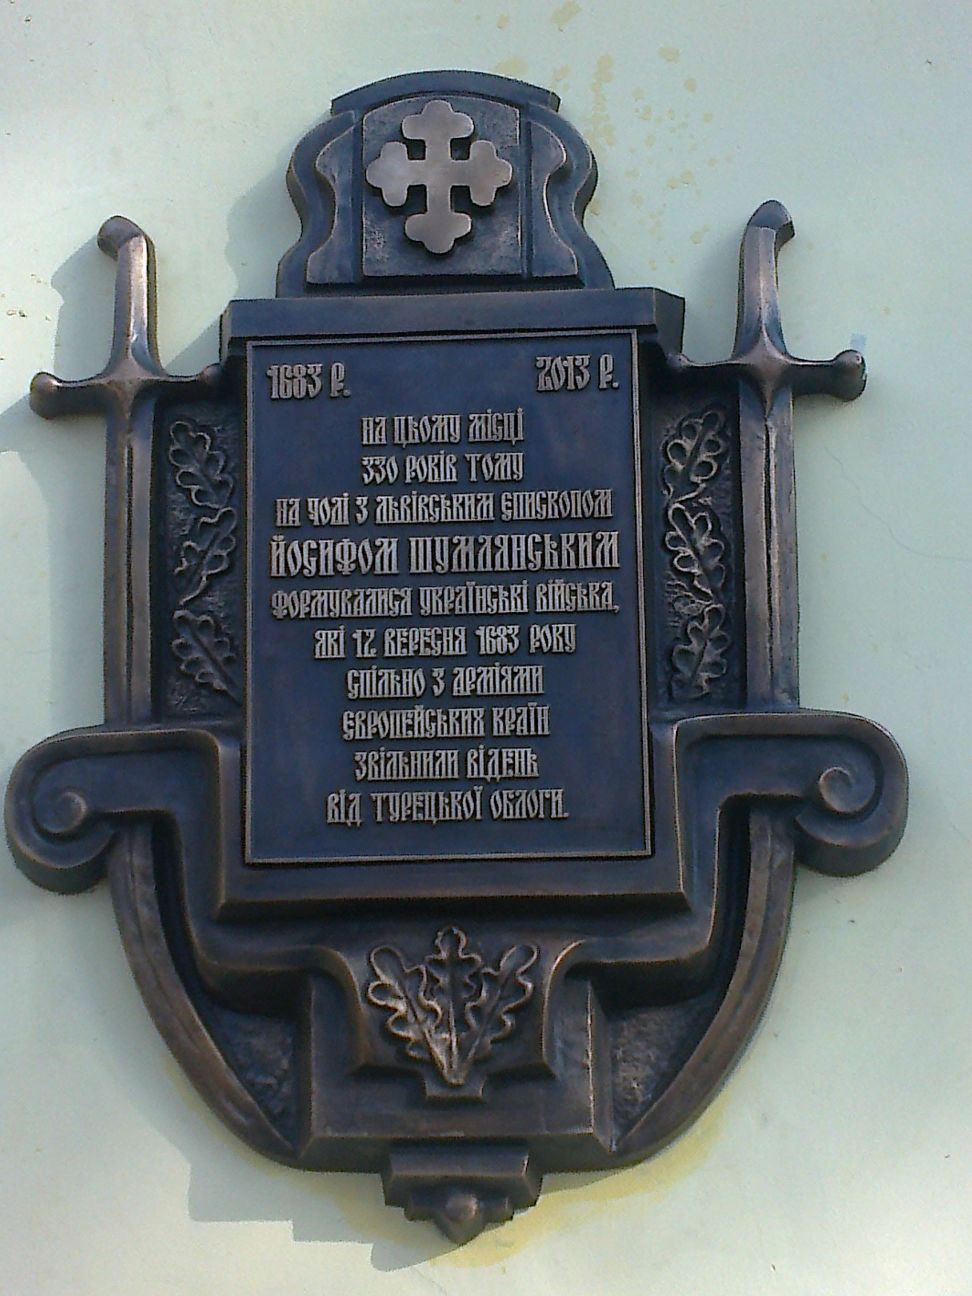 1683 р. 2013 р.
На цьому місці
330 років тому
на чолі з львівським єпископом
Йосифом Шумлянським
формувалися українські війська,
які 12 вересня 1683 року
спільно з арміями
європейських країн
звільнили Відень
від турецької облоги.